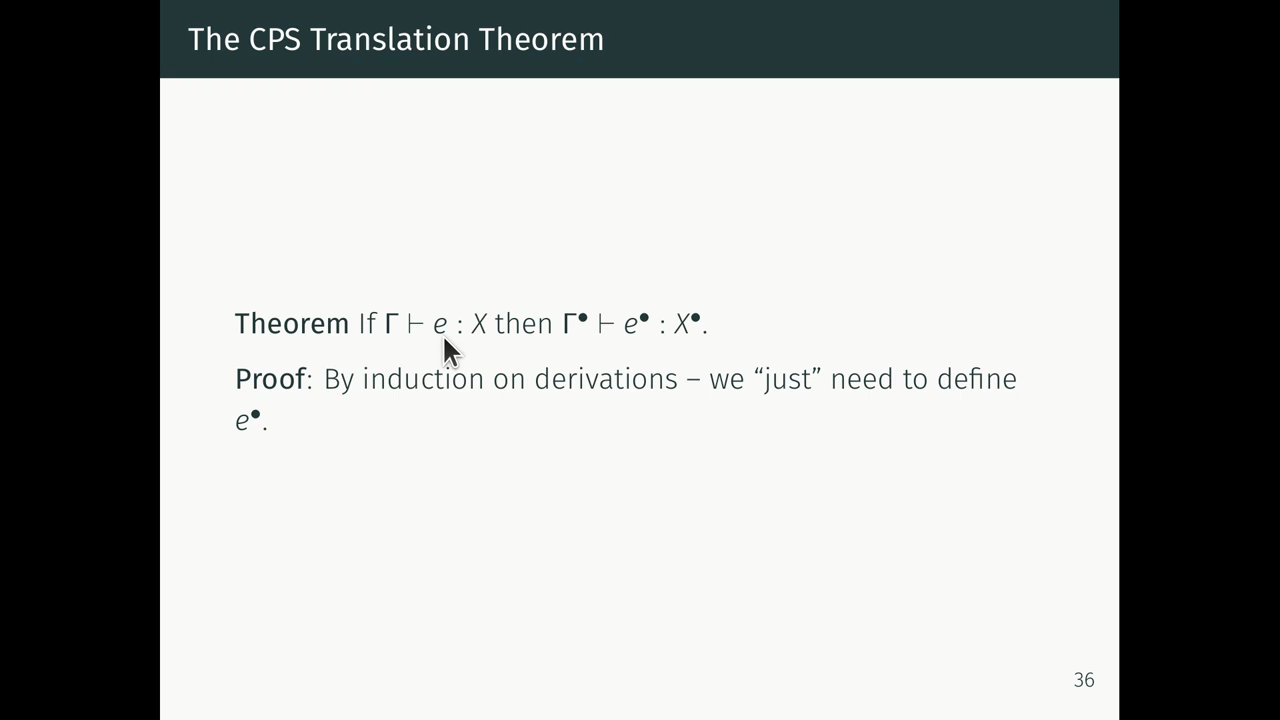 The CPS Translation Theorem
Theorem If Γ ⊢ e : X then Γ• ⊢ e• : X•.
Proof: By induction on derivations – we “just” need to define
e•.
36